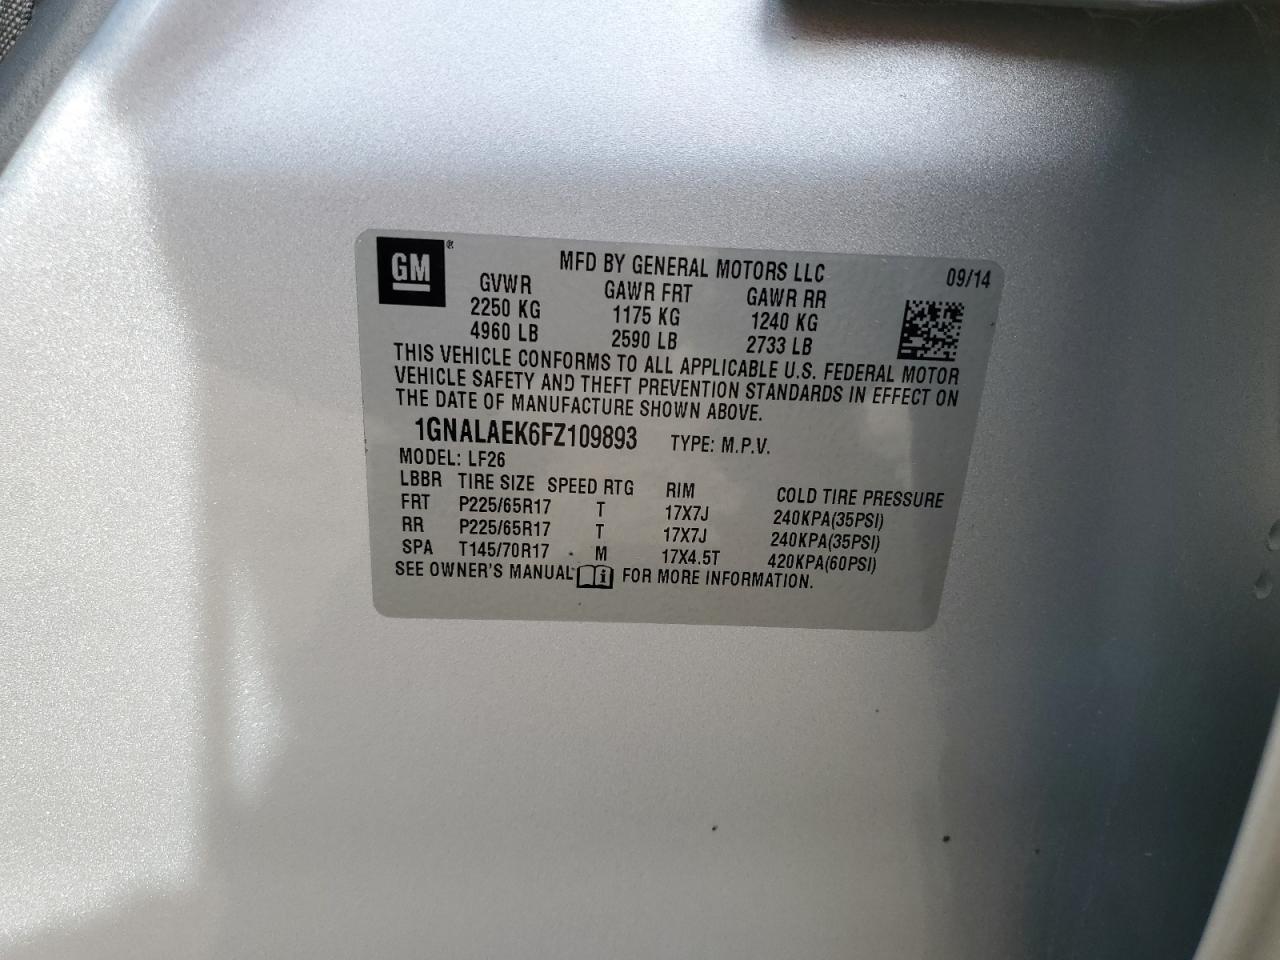 GM ®
MFD BY GENERAL MOTORS LLC 09/14
GVWR GAWR FRT GAWR RR
2250 KG 1175 KG 1240 KG
4960 LB 2590 LB 2733 LB
THIS VEHICLE CONFORMS TO ALL APPLICABLE U.S. FEDERAL MOTOR
VEHICLE SAFETY AND THEFT PREVENTION STANDARDS IN EFFECT ON
THE DATE OF MANUFACTURE SHOWN ABOVE.
1GNALAEK6FZ109893 TYPE: M.P.V.
MODEL: LF26
LBBR TIRE SIZE SPEED RTG RIM COLD TIRE PRESSURE
FRT P225/65R17 T 17X7J 240KPA(35PSI)
RR P225/65R17 T 17X7J 240KPA(35PSI)
SPA T145/70R17 M 17X4.5T 420KPA(60PSI)
SEE OWNER'S MANUAL FOR MORE INFORMATION.